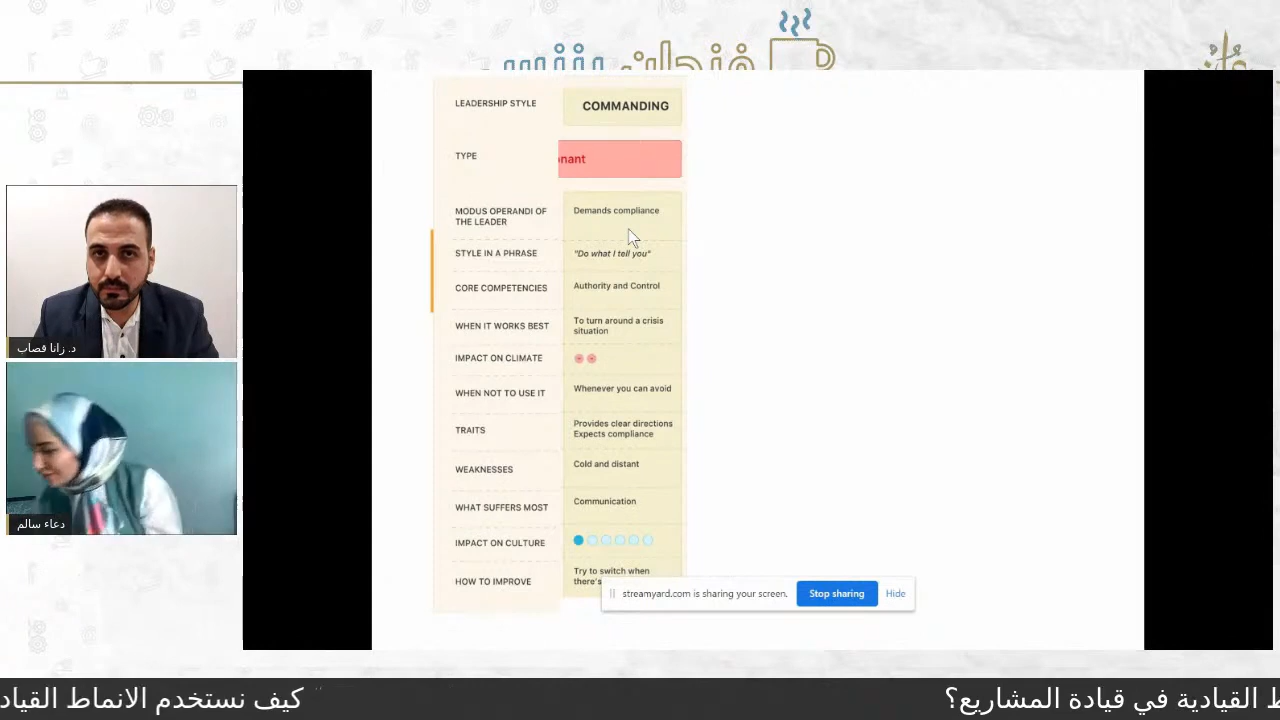 فنجان بزنس
LEADERSHIP STYLE
COMMANDING
TYPE
nant
MODUS OPERANDI OF
THE LEADER
Demands compliance
STYLE IN A PHRASE
"Do what I tell you"
CORE COMPETENCIES
Authority and Control
WHEN IT WORKS BEST
To turn around a crisis
situation
IMPACT ON CLIMATE
WHEN NOT TO USE IT
Whenever you can avoid
TRAITS
Provides clear directions
Expects compliance
WEAKNESSES
Cold and distant
WHAT SUFFERS MOST
Communication
IMPACT ON CULTURE
HOW TO IMPROVE
Try to switch when
there's
streamyard.com is sharing your screen.
Stop sharing
Hide
د. زانا قصاب
دعاء سالم
ط القيادية في قيادة المشاريع؟
كيف نستخدم الانماط القياد